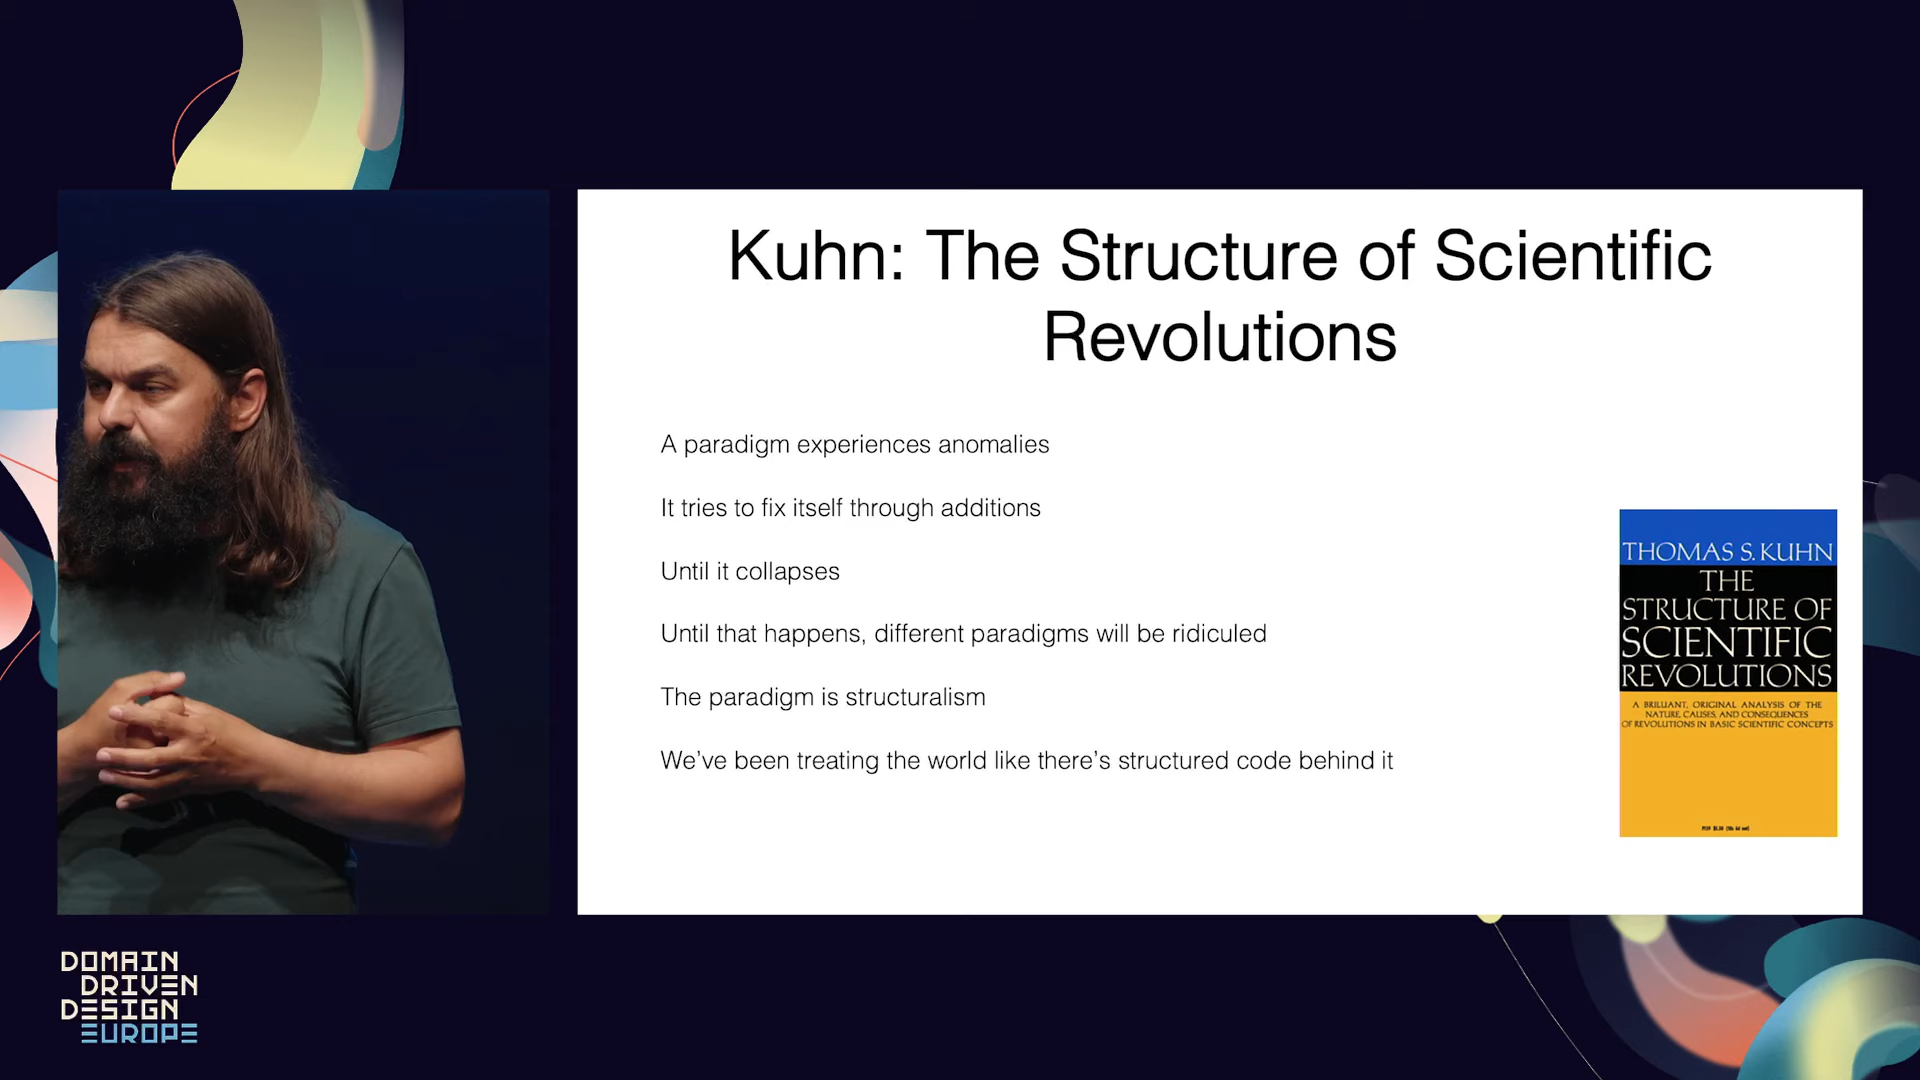 Kuhn: The Structure of Scientific
Revolutions
A paradigm experiences anomalies
It tries to fix itself through additions
Until it collapses
Until that happens, different paradigms will be ridiculed
The paradigm is structuralism
We’ve been treating the world like there’s structured code behind it
THOMAS S. KUHN
THE
STRUCTURE OF
SCIENTIFIC
REVOLUTIONS
A BRILLIANT, ORIGINAL ANALYSIS OF THE
NATURE, CAUSES, AND CONSEQUENCES
OF REVOLUTIONS IN BASIC SCIENTIFIC CONCEPTS
DOMAIN
DRIVEN
DESIGN
EUROPE